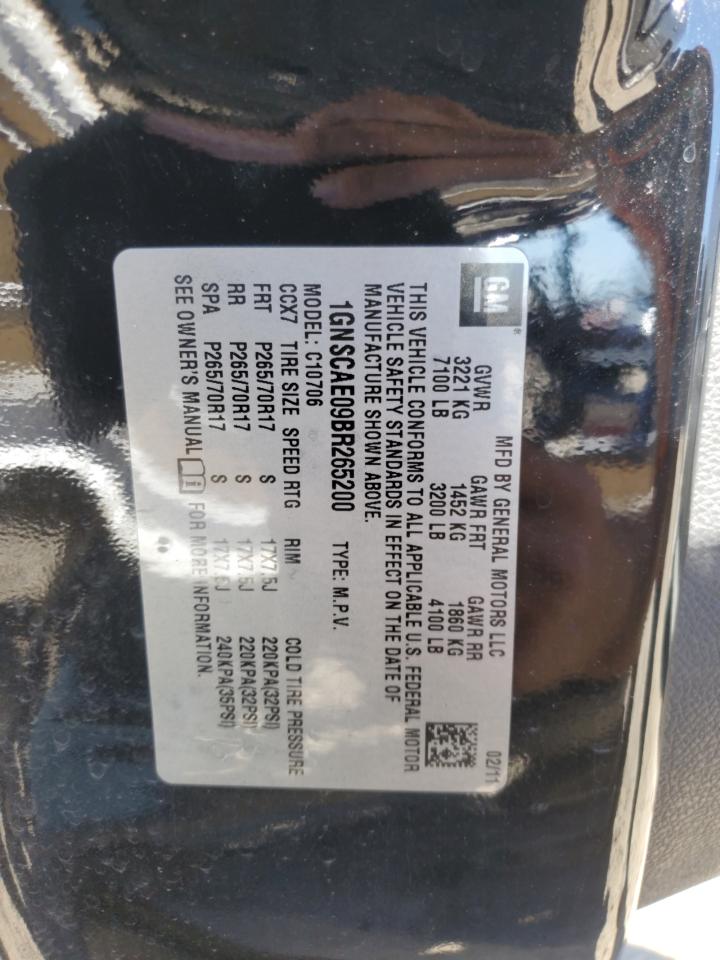 GM®
MFD BY GENERAL MOTORS LLC 02/11
GVWR GAWR FRT GAWR RR
3221 KG 1452 KG 1860 KG
7100 LB 3200 LB 4100 LB
THIS VEHICLE CONFORMS TO ALL APPLICABLE U.S. FEDERAL MOTOR
VEHICLE SAFETY STANDARDS IN EFFECT ON THE DATE OF
MANUFACTURE SHOWN ABOVE.
1GNSCAE09BR265200 TYPE: M.P.V.
MODEL: C10706
CCX7 TIRE SIZE SPEED RTG RIM COLD TIRE PRESSURE
FRT P265/70R17 S 17X7.5J 220KPA(32PSI)
RR P265/70R17 S 17X7.5J 220KPA(32PSI)
SPA P265/70R17 S 17X7.5J 240KPA(35PSI)
SEE OWNER'S MANUAL FOR MORE INFORMATION.